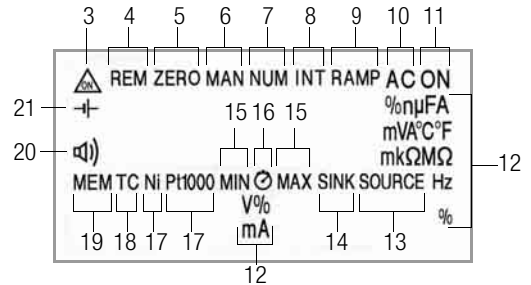 3 4 5 6 7 8 9 10 11
ON REM ZERO MAN NUM INT RAMP AC ON
%nµFA
21
mVA°C°F
15 16 15
20
mkΩMΩ
12
MEM TC Ni Pt1000 MIN MAX SINK SOURCE Hz
V%
%
mA
19 18 17 17 14 13
12